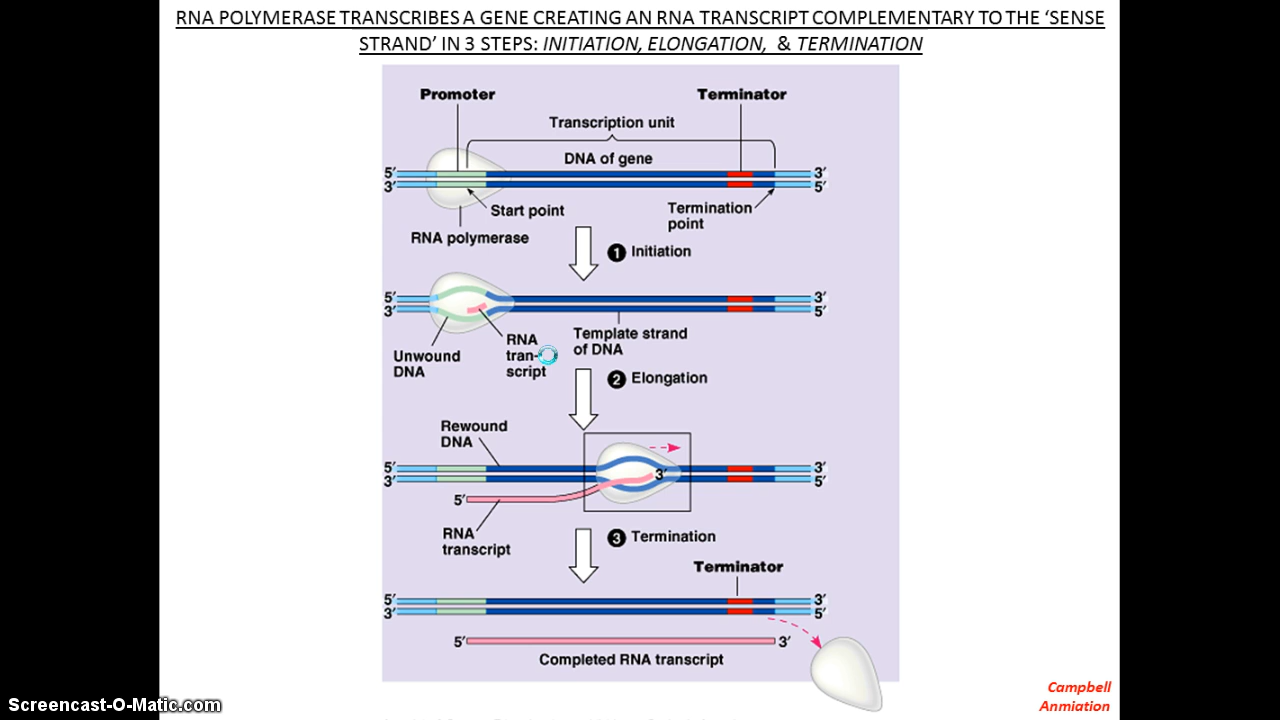 RNA POLYMERASE TRANSCRIBES A GENE CREATING AN RNA TRANSCRIPT COMPLEMENTARY TO THE ‘SENSE
STRAND’ IN 3 STEPS: INITIATION, ELONGATION, & TERMINATION
Promoter
Terminator
Transcription unit
DNA of gene
5′
3′
3′
5′
Start point
Termination
point
RNA polymerase
1 Initiation
5′
3′
3′
5′
Unwound
DNA
RNA
tran-
script
Template strand
of DNA
2 Elongation
Rewound
DNA
5′
3′
3′
3′
5′
5′
RNA
transcript
3 Termination
Terminator
5′
3′
3′
5′
5′
3′
Completed RNA transcript
Campbell
Anmiation
Screencast-O-Matic.com